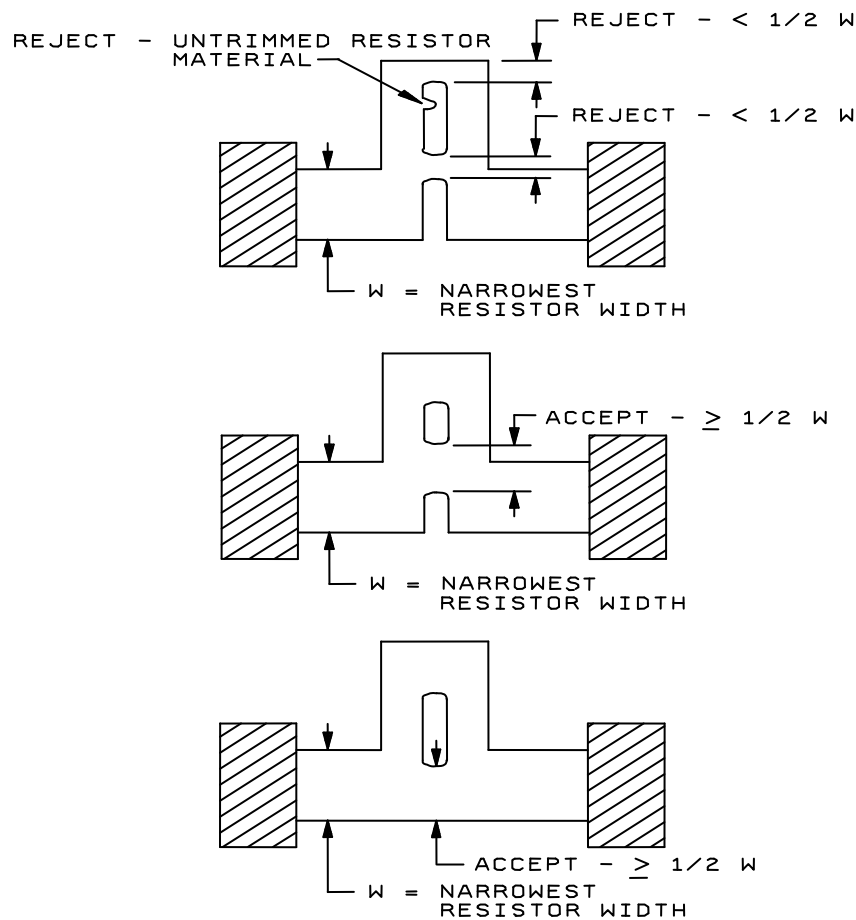 REJECT - < 1/2 W
REJECT - UNTRIMMED RESISTOR
MATERIAL
REJECT - < 1/2 W
W = NARROWEST
RESISTOR WIDTH
ACCEPT - ≥ 1/2 W
W = NARROWEST
RESISTOR WIDTH
ACCEPT - ≥ 1/2 W
W = NARROWEST
RESISTOR WIDTH